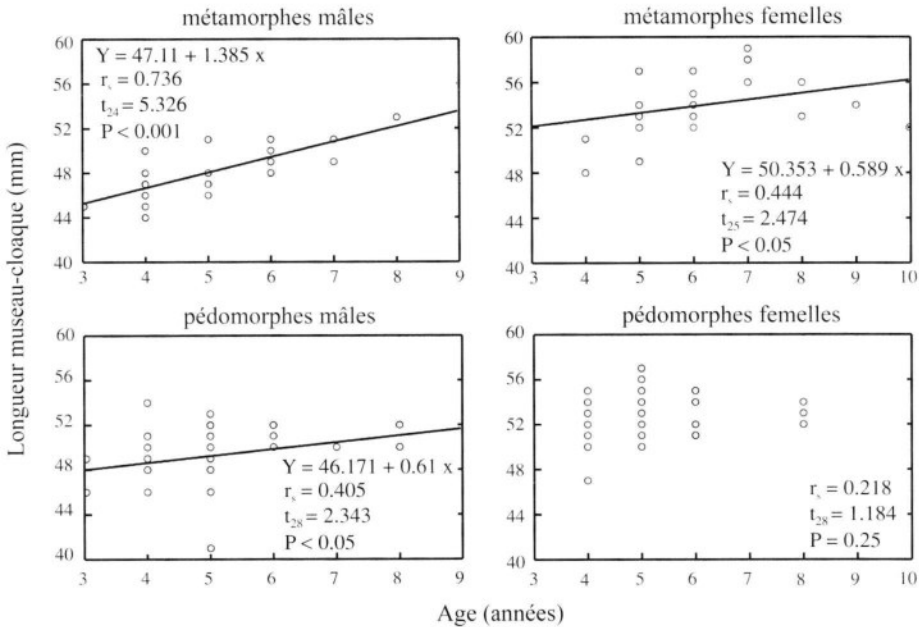 métamorphes mâles
60
56
52
48
44
40
Y = 47.11 + 1.385 x
rₛ = 0.736
t₂₄ = 5.326
P < 0.001
3 4 5 6 7 8 9
métamorphes femelles
60
56
52
48
44
40
Y = 50.353 + 0.589 x
rₛ = 0.444
t₂₅ = 2.474
P < 0.05
3 4 5 6 7 8 9 10
Longueur museau-cloaque (mm)
pédomorphes mâles
60
56
52
48
44
40
Y = 46.171 + 0.61 x
rₛ = 0.405
t₂₈ = 2.343
P < 0.05
3 4 5 6 7 8 9
pédomorphes femelles
60
56
52
48
44
40
rₛ = 0.218
t₂₈ = 1.184
P = 0.25
3 4 5 6 7 8 9 10
Age (années)